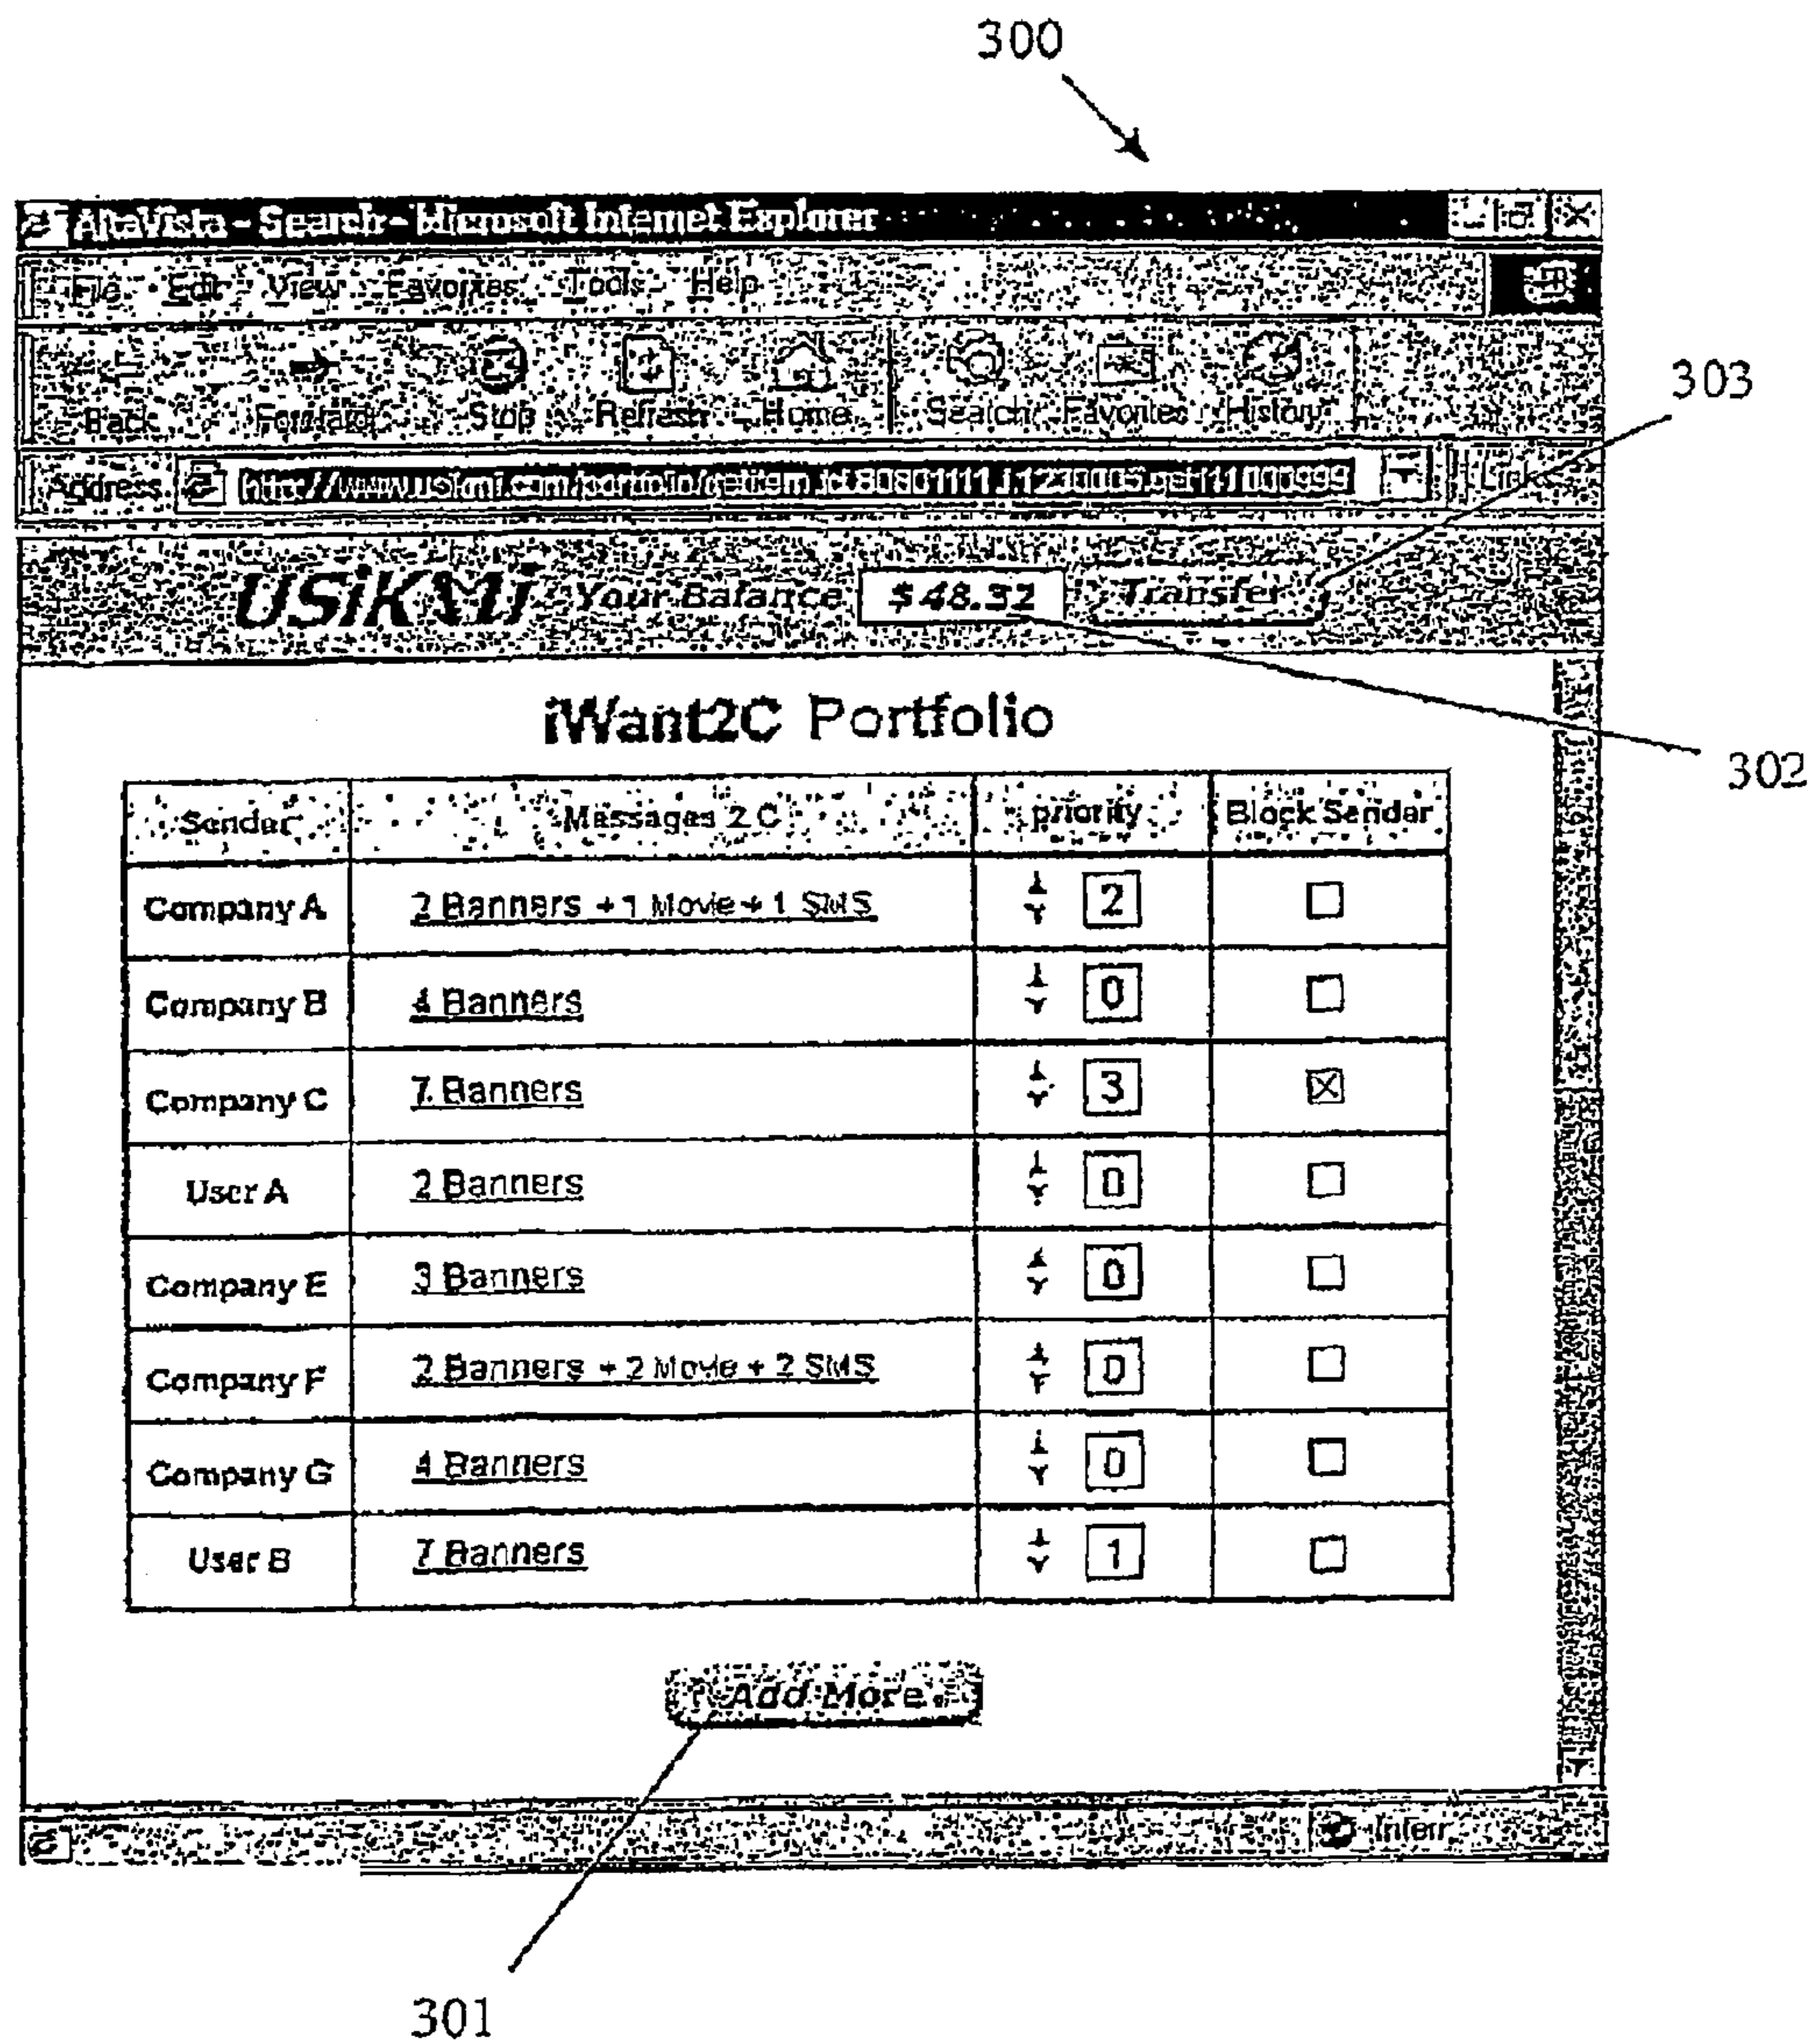 300
AltaVista - Search - Microsoft Internet Explorer
File Edit View Favorites Tools Help
Back Forward Stop Refresh Home Search Favorites History
303
Address
USiKMi Your Balance $48.32 Transfer
iWant2C Portfolio
302
Sender Messages 2 C priority Block Sender
Company A 2 Banners + 1 Movie + 1 SMS 2
Company B 4 Banners 0
Company C 7 Banners 3
User A 2 Banners 0
Company E 3 Banners 0
Company F 2 Banners + 2 Movie + 2 SMS 0
Company G 4 Banners 0
User B 7 Banners 1
Add More
301